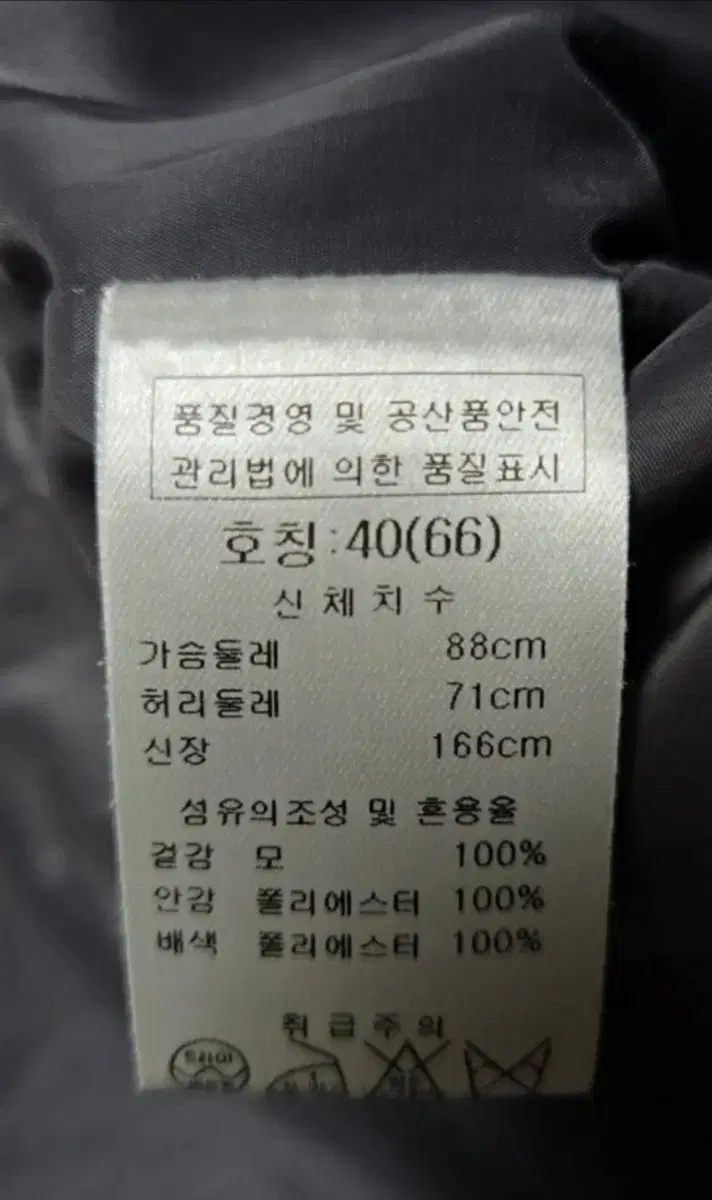 품질경영 및 공산품안전
관리법에 의한 품질표시
호칭:40(66)
신체치수
가슴둘레 88cm
허리둘레 71cm
신장 166cm
섬유의조성 및 혼용율
겉감 모 100%
안감 폴리에스터 100%
배색 폴리에스터 100%
취급주의
드라이